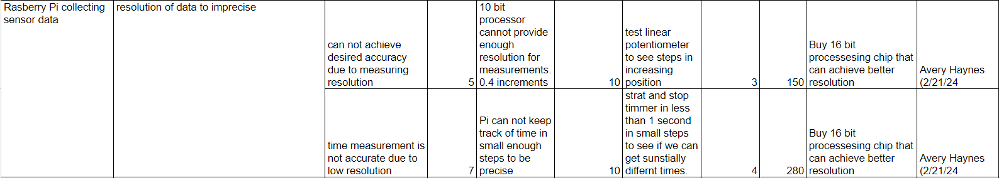 Rasberry Pi collecting
sensor data
resolution of data to imprecise
can not achieve
desired accuracy
due to measuring
resolution
5
10 bit
processor
cannot provide
enough
resolution for
measurements.
0.4 increments
10
test linear
potentiometer
to see steps in
increasing
position
3
150
Buy 16 bit
processesing chip that
can achieve better
resolution
Avery Haynes
(2/21/24
time measurement is
not accurate due to
low resolution
7
Pi can not keep
track of time in
small enough
steps to be
precise
10
strat and stop
timmer in less
than 1 second
in small steps
to see if we can
get sunstially
differnt times.
4
280
Buy 16 bit
processesing chip that
can achieve better
resolution
Avery Haynes
(2/21/24